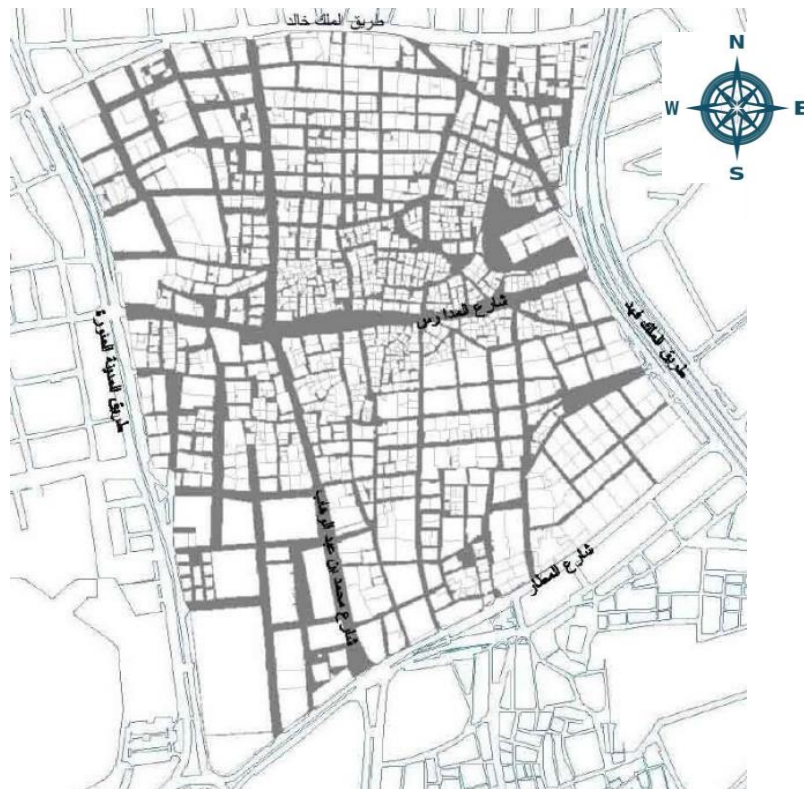 طريق الملك خالد
N
W E
S
شارع المدارس
طريق الملك فهد
طريق المدينة المنورة
شارع محمد بن عبد الوهاب
شارع المطار